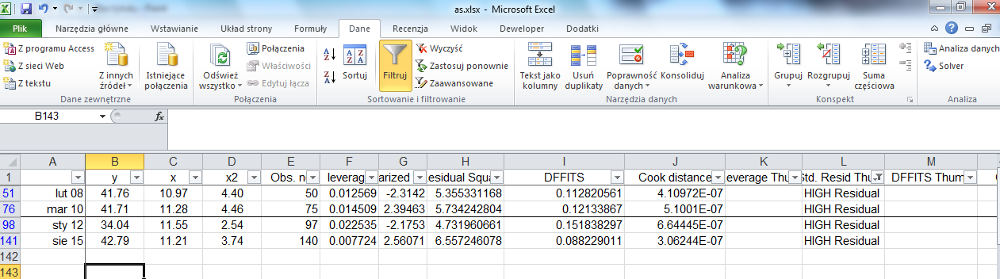 as.xlsx - Microsoft Excel
Plik Narzędzia główne Wstawianie Układ strony Formuły Dane Recenzja Widok Deweloper Dodatki
Z programu Access
Z sieci Web
Z tekstu
Z innych źródeł
Istniejące połączenia
Dane zewnętrzne
Odśwież wszystko
Połączenia
Właściwości
Edytuj łącza
Połączenia
Sortuj
Filtruj
Wyczyść
Zastosuj ponownie
Zaawansowane
Sortowanie i filtrowanie
Tekst jako kolumny
Usuń duplikaty
Poprawność danych
Konsoliduj
Analiza warunkowa
Narzędzia danych
Grupuj
Rozgrupuj
Suma częściowa
Konspekt
Analiza danych
Solver
Analiza
B143 fx
A B C D E F G H I J K L M
1 y x x2 Obs. n leverag arized esidual Squa DFFITS Cook distance everage Thu Std. Resid Thu DFFITS Thum
51 lut 08 41.76 10.97 4.40 50 0.012569 -2.3142 5.355331168 0.112820561 4.10972E-07 HIGH Residual
76 mar 10 41.71 11.28 4.46 75 0.014509 2.39463 5.734242804 0.12133867 5.1001E-07 HIGH Residual
98 sty 12 34.04 11.55 2.54 97 0.022535 -2.1753 4.731960661 0.151838297 6.64445E-07 HIGH Residual
141 sie 15 42.79 11.21 3.74 140 0.007724 2.56071 6.557246078 0.088229011 3.06244E-07 HIGH Residual
142
143